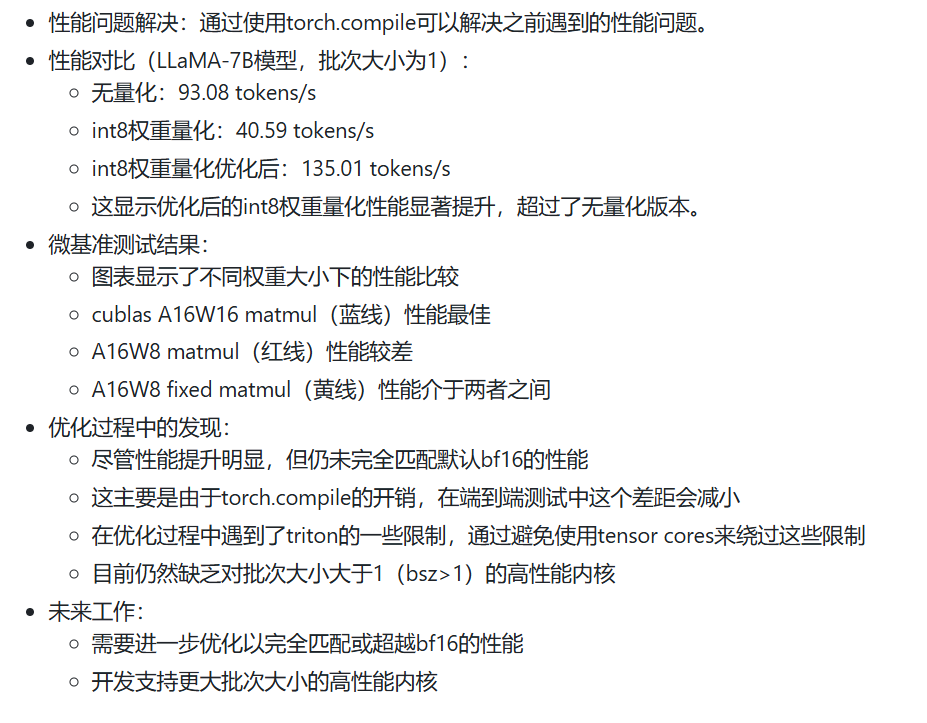 性能问题解决：通过使用torch.compile可以解决之前遇到的性能问题。
性能对比（LLaMA-7B模型，批次大小为1）：
无量化：93.08 tokens/s
int8权重量化：40.59 tokens/s
int8权重量化优化后：135.01 tokens/s
这显示优化后的int8权重量化性能显著提升，超过了无量化版本。
微基准测试结果：
图表显示了不同权重大小下的性能比较
cublas A16W16 matmul（蓝线）性能最佳
A16W8 matmul（红线）性能较差
A16W8 fixed matmul（黄线）性能介于两者之间
优化过程中的发现：
尽管性能提升明显，但仍未完全匹配默认bf16的性能
这主要是由于torch.compile的开销，在端到端测试中这个差距会减小
在优化过程中遇到了triton的一些限制，通过避免使用tensor cores来绕过这些限制
目前仍然缺乏对批次大小大于1（bsz>1）的高性能内核
未来工作：
需要进一步优化以完全匹配或超越bf16的性能
开发支持更大批次大小的高性能内核